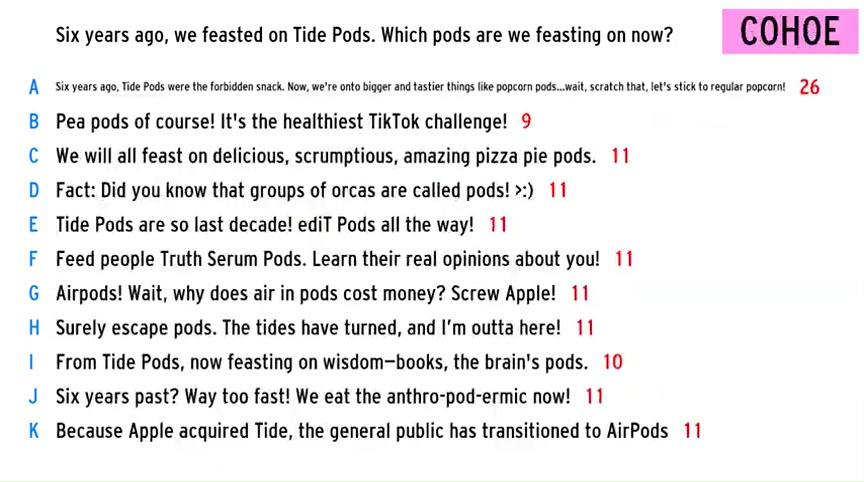 Six years ago, we feasted on Tide Pods. Which pods are we feasting on now?
COHOE
A Six years ago, Tide Pods were the forbidden snack. Now, we're onto bigger and tastier things like popcorn pods...wait, scratch that, let's stick to regular popcorn! 26
B Pea pods of course! It's the healthiest TikTok challenge! 9
C We will all feast on delicious, scrumptious, amazing pizza pie pods. 11
D Fact: Did you know that groups of orcas are called pods! >:) 11
E Tide Pods are so last decade! ediT Pods all the way! 11
F Feed people Truth Serum Pods. Learn their real opinions about you! 11
G Airpods! Wait, why does air in pods cost money? Screw Apple! 11
H Surely escape pods. The tides have turned, and I'm outta here! 11
I From Tide Pods, now feasting on wisdom—books, the brain's pods. 10
J Six years past? Way too fast! We eat the anthro-pod-ermic now! 11
K Because Apple acquired Tide, the general public has transitioned to AirPods 11